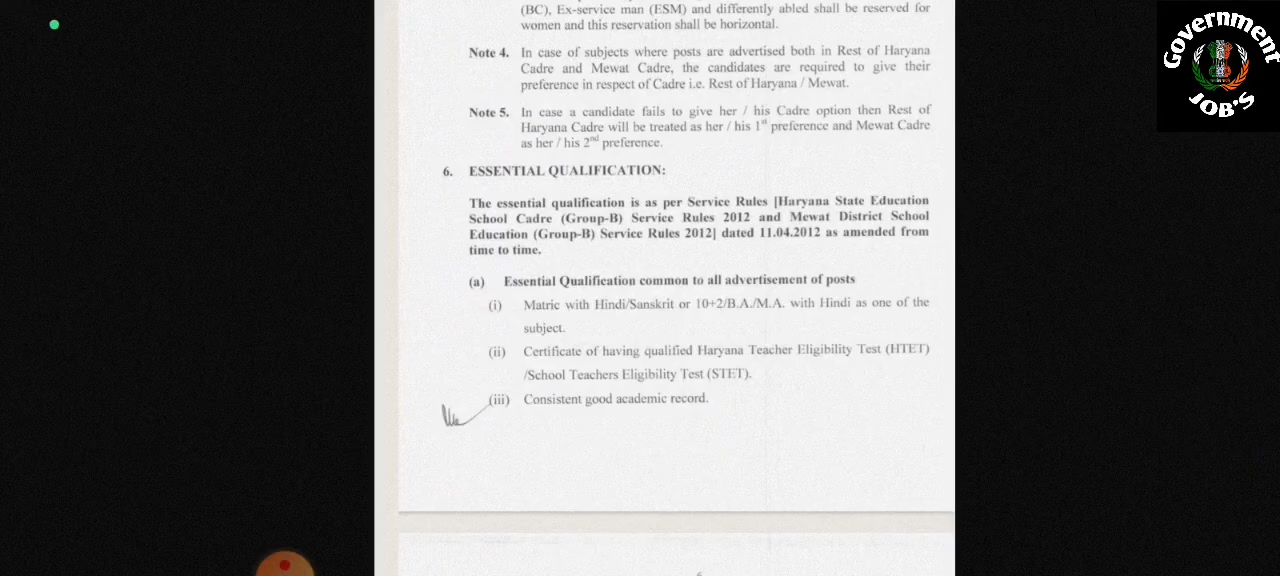 (BC), Ex-service man (ESM) and differently abled shall be reserved for
women and this reservation shall be horizontal.
Note 4. In case of subjects where posts are advertised both in Rest of Haryana
Cadre and Mewat Cadre, the candidates are required to give their
preference in respect of Cadre i.e. Rest of Haryana / Mewat.
Note 5. In case a candidate fails to give her / his Cadre option then Rest of
Haryana Cadre will be treated as her / his 1st preference and Mewat Cadre
as her / his 2nd preference.
6. ESSENTIAL QUALIFICATION:
The essential qualification is as per Service Rules [Haryana State Education
School Cadre (Group-B) Service Rules 2012 and Mewat District School
Education (Group-B) Service Rules 2012] dated 11.04.2012 as amended from
time to time.
(a) Essential Qualification common to all advertisement of posts
(i) Matric with Hindi/Sanskrit or 10+2/B.A./M.A. with Hindi as one of the
subject.
(ii) Certificate of having qualified Haryana Teacher Eligibility Test (HTET)
/School Teachers Eligibility Test (STET).
(iii) Consistent good academic record.
Government
JOB'S